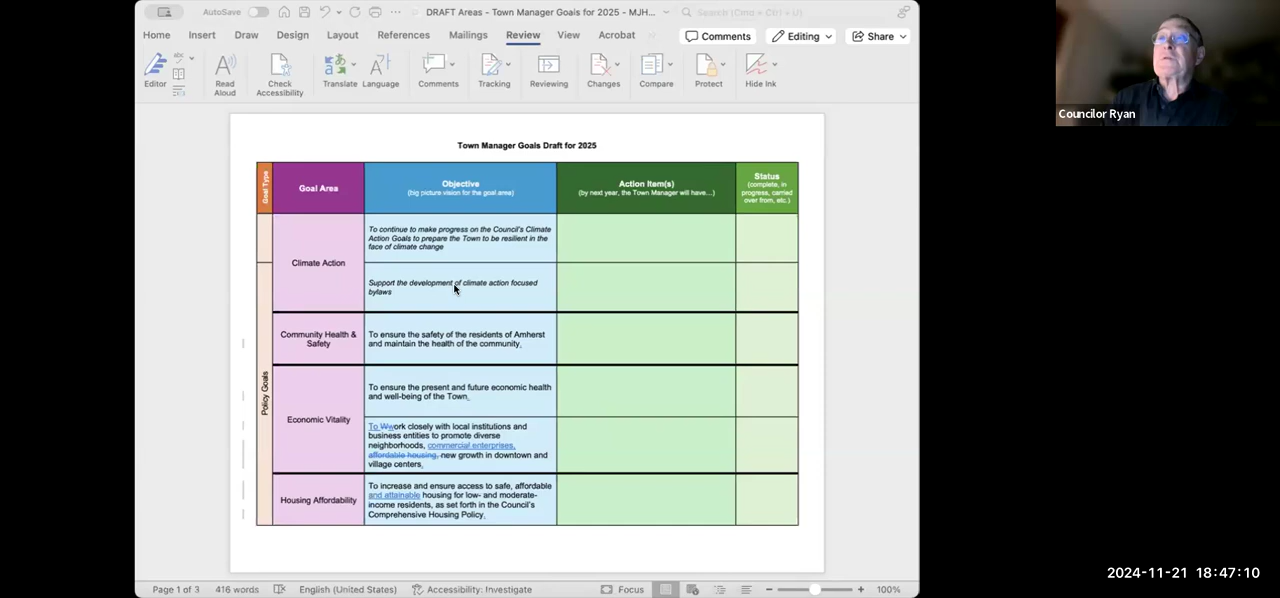 AutoSave
DRAFT Areas - Town Manager Goals for 2025 - MJH...
Search (Cmd + Ctrl + U)
Home Insert Draw Design Layout References Mailings Review View Acrobat
Comments Editing Share
Editor
Read Aloud
Check Accessibility
Translate
Language
Comments
Tracking
Reviewing
Changes
Compare
Protect
Hide Ink
Councilor Ryan
Town Manager Goals Draft for 2025
Goal Type
Goal Area
Objective
(big picture vision for the goal area)
Action Item(s)
(by next year, the Town Manager will have...)
Status
(complete, in
progress, carried
over from, etc.)
Policy Goals
Climate Action
To continue to make progress on the Council's Climate
Action Goals to prepare the Town to be resilient in the
face of climate change
Support the development of climate action focused
bylaws
Community Health &
Safety
To ensure the safety of the residents of Amherst
and maintain the health of the community.
Economic Vitality
To ensure the present and future economic health
and well-being of the Town.
To Wwork closely with local institutions and
business entities to promote diverse
neighborhoods, commercial enterprises,
affordable housing, new growth in downtown and
village centers.
Housing Affordability
To increase and ensure access to safe, affordable
and attainable housing for low- and moderate-
income residents, as set forth in the Council's
Comprehensive Housing Policy.
Page 1 of 3 416 words English (United States) Accessibility: Investigate Focus 100%
2024-11-21 18:47:10